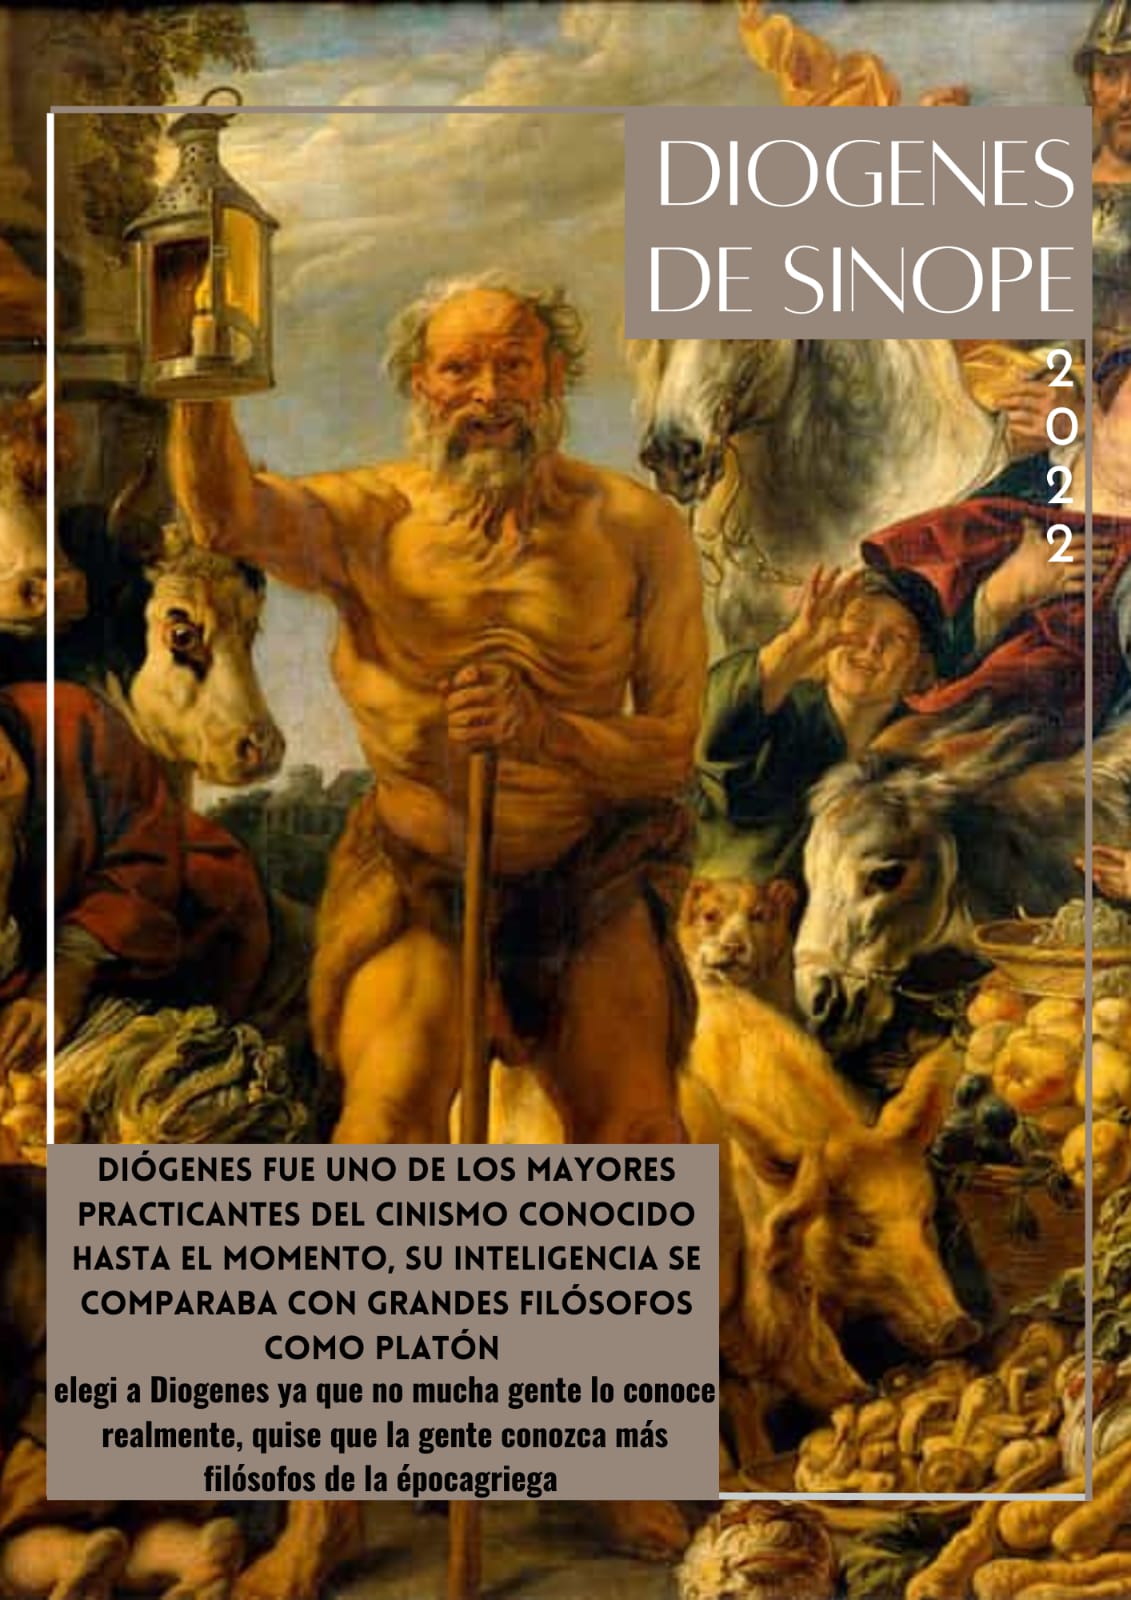 DIOGENES
DE SINOPE
2
0
2
2
DIÓGENES FUE UNO DE LOS MAYORES
PRACTICANTES DEL CINISMO CONOCIDO
HASTA EL MOMENTO, SU INTELIGENCIA SE
COMPARABA CON GRANDES FILÓSOFOS
COMO PLATÓN
elegi a Diogenes ya que no mucha gente lo conoce
realmente, quise que la gente conozca más
filósofos de la épocagriega